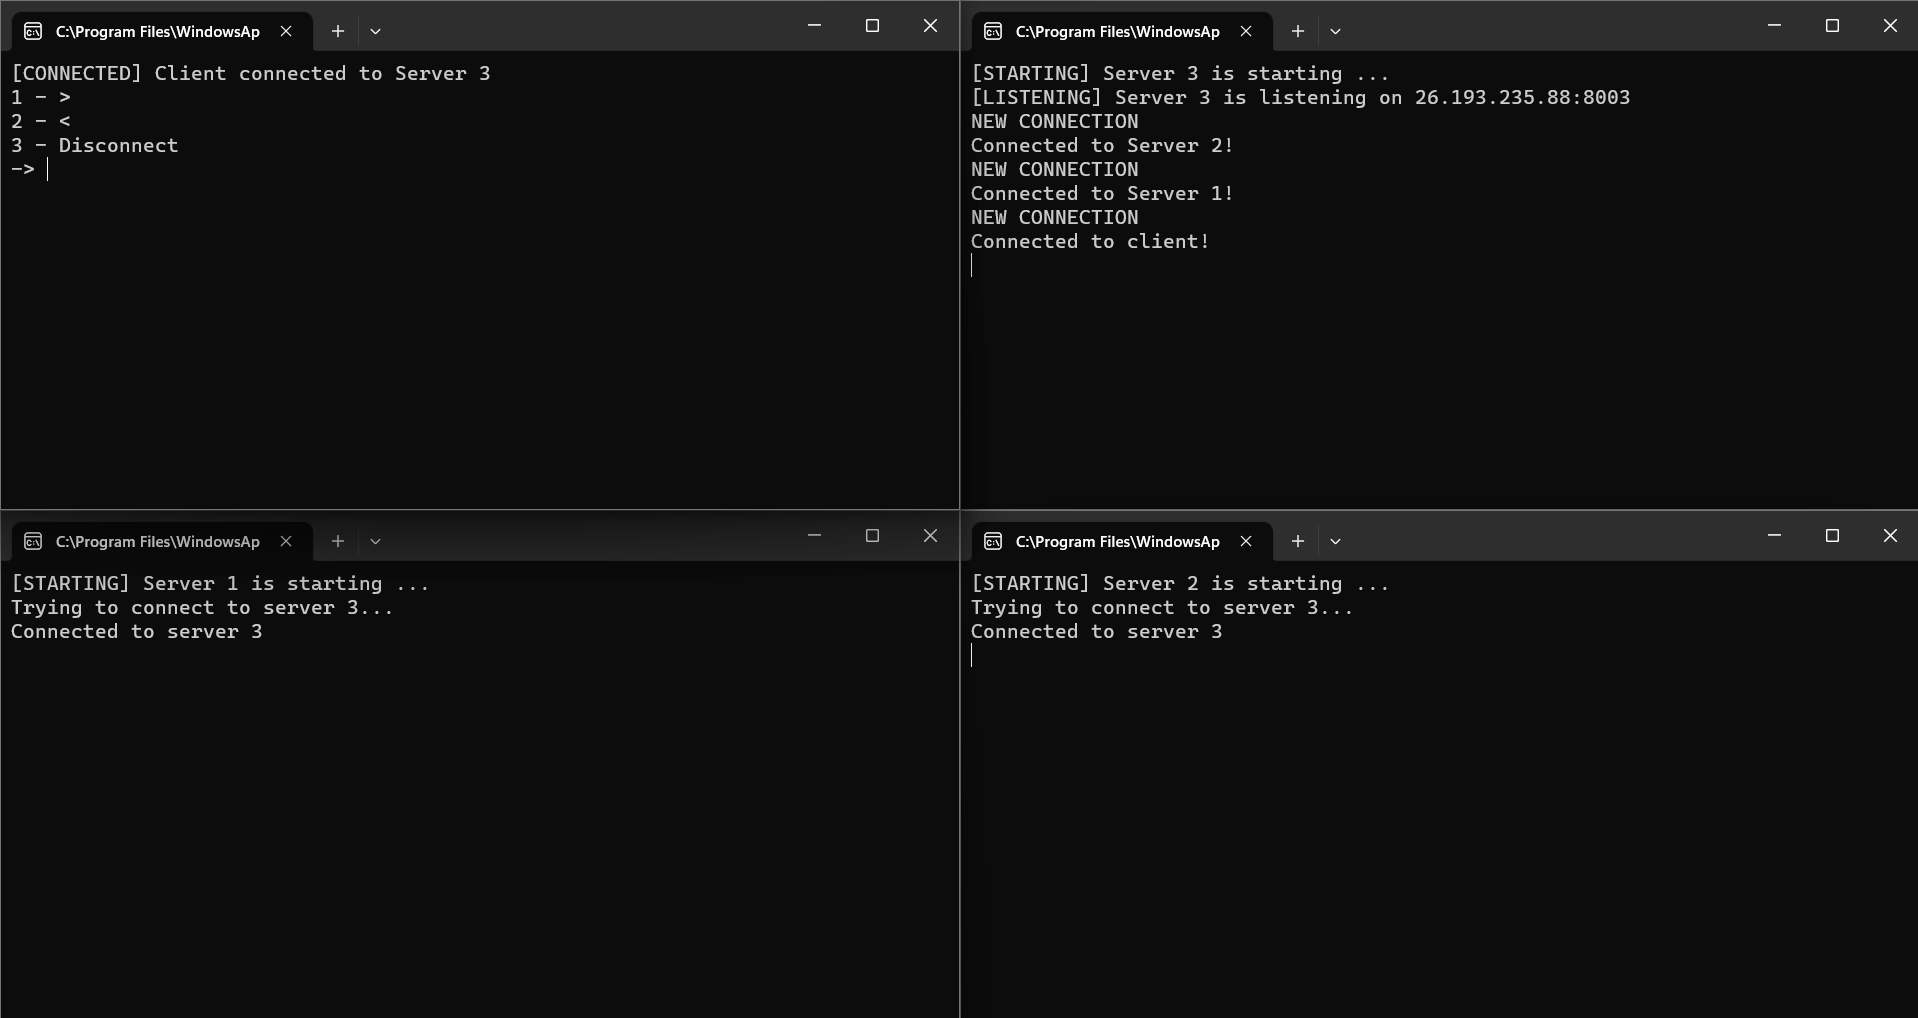 C:\Program Files\WindowsAp
[CONNECTED] Client connected to Server 3
1 - >
2 - <
3 - Disconnect
->
C:\Program Files\WindowsAp
[STARTING] Server 3 is starting ...
[LISTENING] Server 3 is listening on 26.193.235.88:8003
NEW CONNECTION
Connected to Server 2!
NEW CONNECTION
Connected to Server 1!
NEW CONNECTION
Connected to client!
C:\Program Files\WindowsAp
[STARTING] Server 1 is starting ...
Trying to connect to server 3...
Connected to server 3
C:\Program Files\WindowsAp
[STARTING] Server 2 is starting ...
Trying to connect to server 3...
Connected to server 3